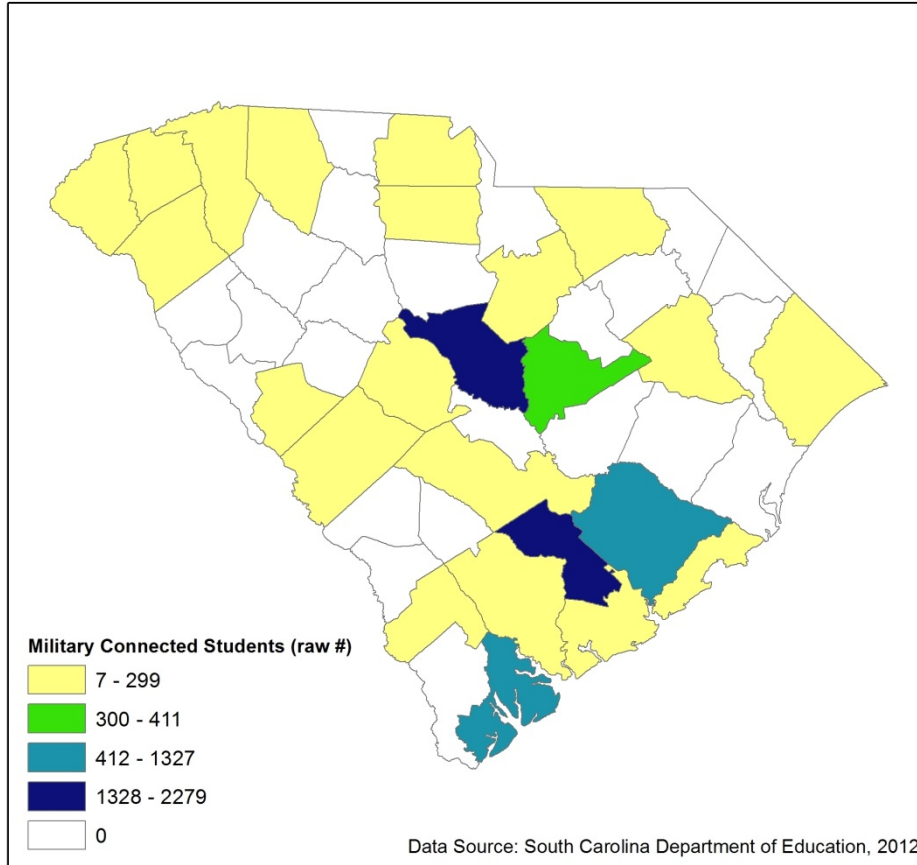 Military Connected Students (raw #)
7 - 299
300 - 411
412 - 1327
1328 - 2279
0
Data Source: South Carolina Department of Education, 2012